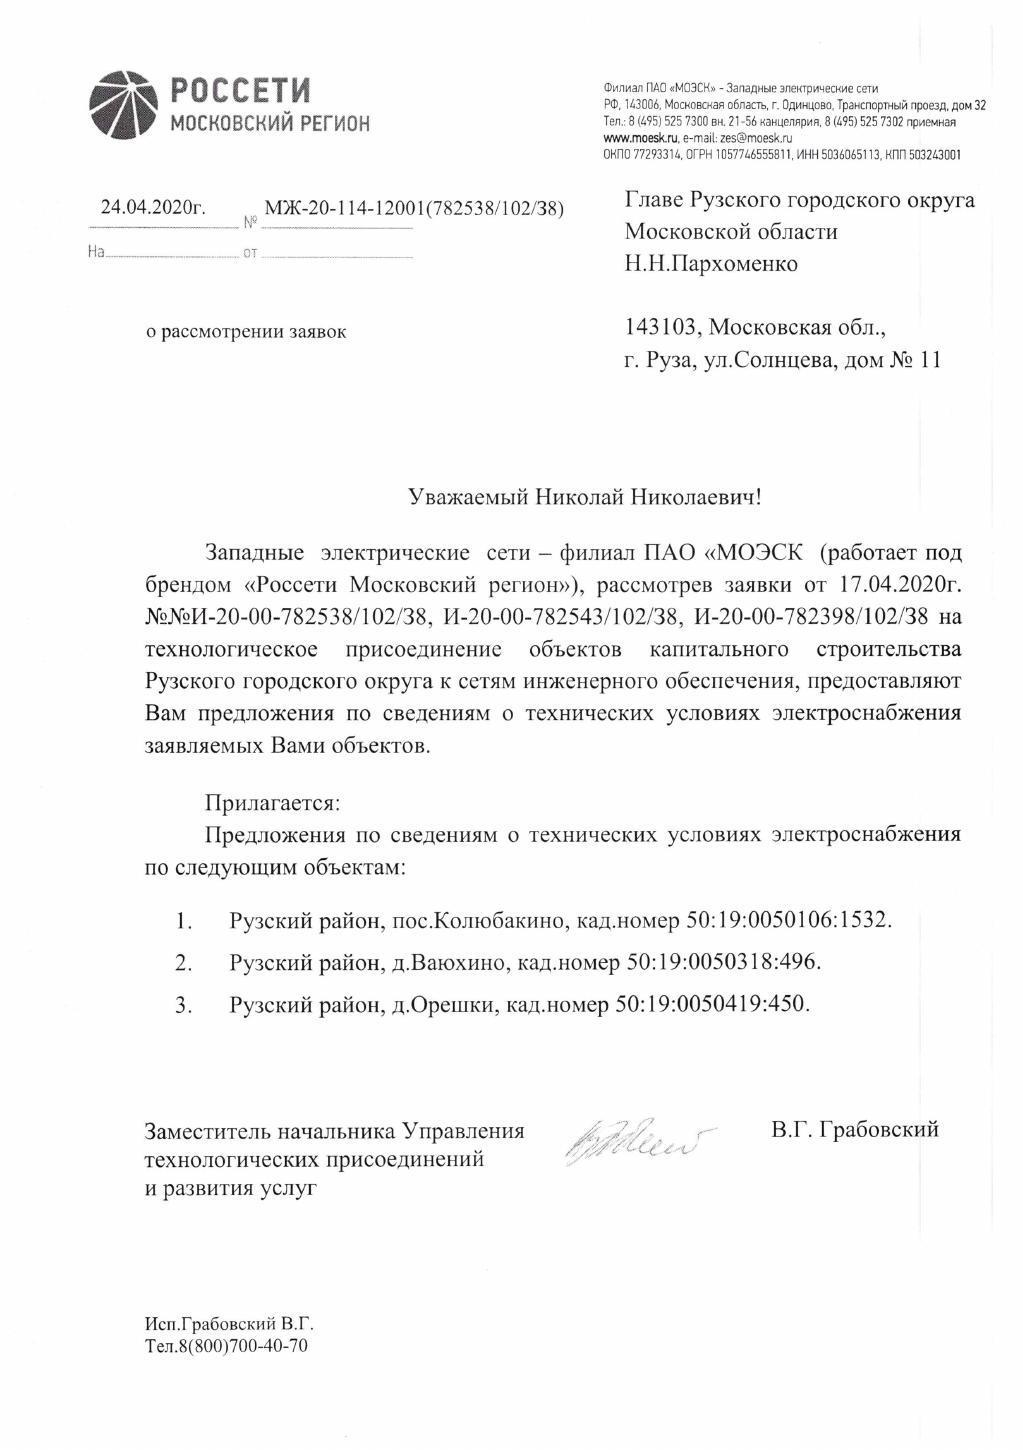 РОССЕТИ
МОСКОВСКИЙ РЕГИОН
Филиал ПАО «МОЭСК» - Западные электрические сети
РФ, 143006, Московская область, г. Одинцово, Транспортный проезд, дом 32
Тел.: 8 (495) 525 7300 вн. 21-56 канцелярия, 8 (495) 525 7302 приемная
www.moesk.ru, e-mail: zes@moesk.ru
ОКПО 77293314, ОГРН 1057746555811, ИНН 5036065113, КПП 503243001
24.04.2020г. № МЖ-20-114-12001(782538/102/З8)
На от
Главе Рузского городского округа
Московской области
Н.Н.Пархоменко
143103, Московская обл.,
г. Руза, ул.Солнцева, дом № 11
о рассмотрении заявок
Уважаемый Николай Николаевич!
Западные электрические сети – филиал ПАО «МОЭСК (работает под
брендом «Россети Московский регион»), рассмотрев заявки от 17.04.2020г.
№№И-20-00-782538/102/З8, И-20-00-782543/102/З8, И-20-00-782398/102/З8 на
технологическое присоединение объектов капитального строительства
Рузского городского округа к сетям инженерного обеспечения, предоставляют
Вам предложения по сведениям о технических условиях электроснабжения
заявляемых Вами объектов.
Прилагается:
Предложения по сведениям о технических условиях электроснабжения
по следующим объектам:
1. Рузский район, пос.Колюбакино, кад.номер 50:19:0050106:1532.
2. Рузский район, д.Ваюхино, кад.номер 50:19:0050318:496.
3. Рузский район, д.Орешки, кад.номер 50:19:0050419:450.
Заместитель начальника Управления
технологических присоединений
и развития услуг
В.Г. Грабовский
Исп.Грабовский В.Г.
Тел.8(800)700-40-70